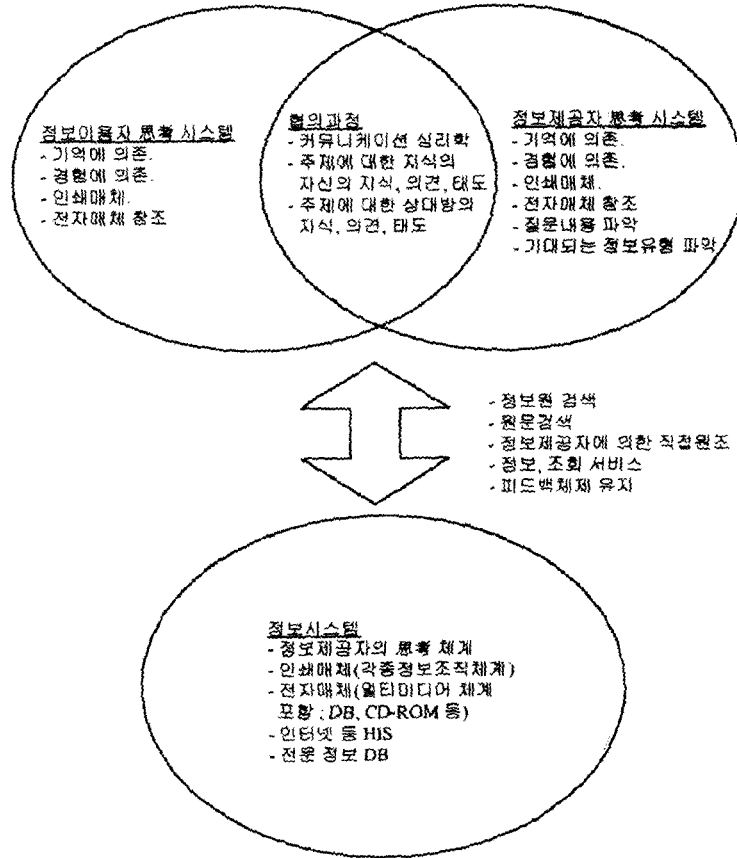 정보이용자 思考 시스템
- 기억에 의존.
- 경험에 의존.
- 인쇄매체.
- 전자매체 창조
협의과정
- 커뮤니케이션 심리학
- 주제에 대한 지식의
자신의 지식, 의견, 태도
- 주제에 대한 상대방의
지식, 의견, 태도
정보제공자 思考 시스템
- 기억에 의존.
- 경험에 의존.
- 인쇄매체.
- 전자매체 창조
- 질문내용 파악
- 기대되는 정보유형 파악
- 정보원 검색
- 원문검색
- 정보제공자에 의한 직접원조
- 정보, 조회 서비스
- 피드백체제 유지
정보시스템
- 정보제공자의 思考 체계
- 인쇄매체(각종정보조직체계)
- 전자매체(멀티미디어 체계
포함 ; DB, CD-ROM 등)
- 인터넷 등 HIS
- 전문 정보 DB